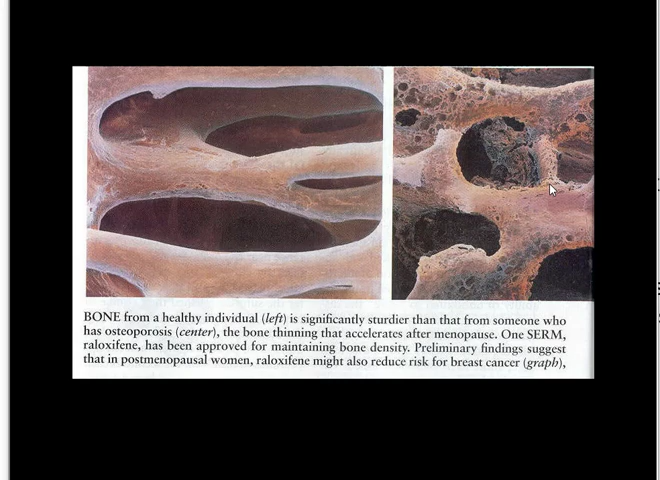 BONE from a healthy individual (left) is significantly sturdier than that from someone who
has osteoporosis (center), the bone thinning that accelerates after menopause. One SERM,
raloxifene, has been approved for maintaining bone density. Preliminary findings suggest
that in postmenopausal women, raloxifene might also reduce risk for breast cancer (graph),